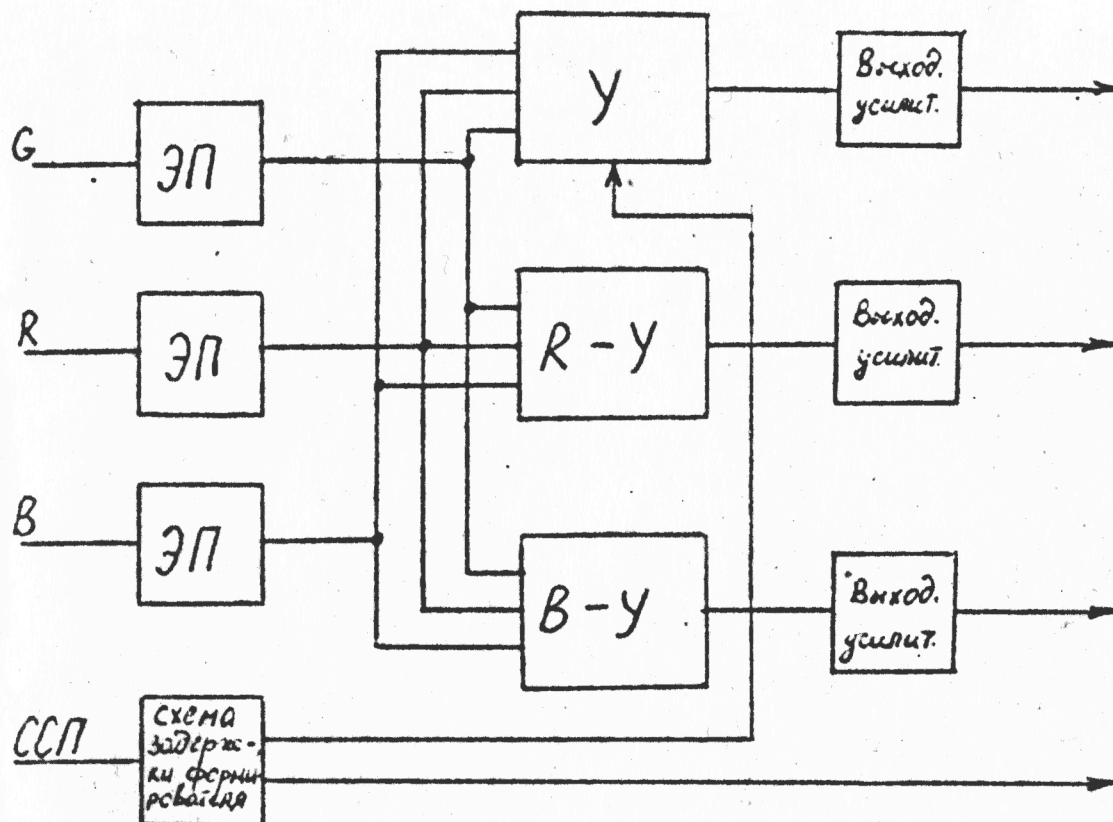 Y
Выход.
усилит.
G
ЭП
R
ЭП
R-Y
Выход.
усилит.
B
ЭП
B-Y
Выход.
усилит.
ССП
схема
задерж-
ки форми
рователя